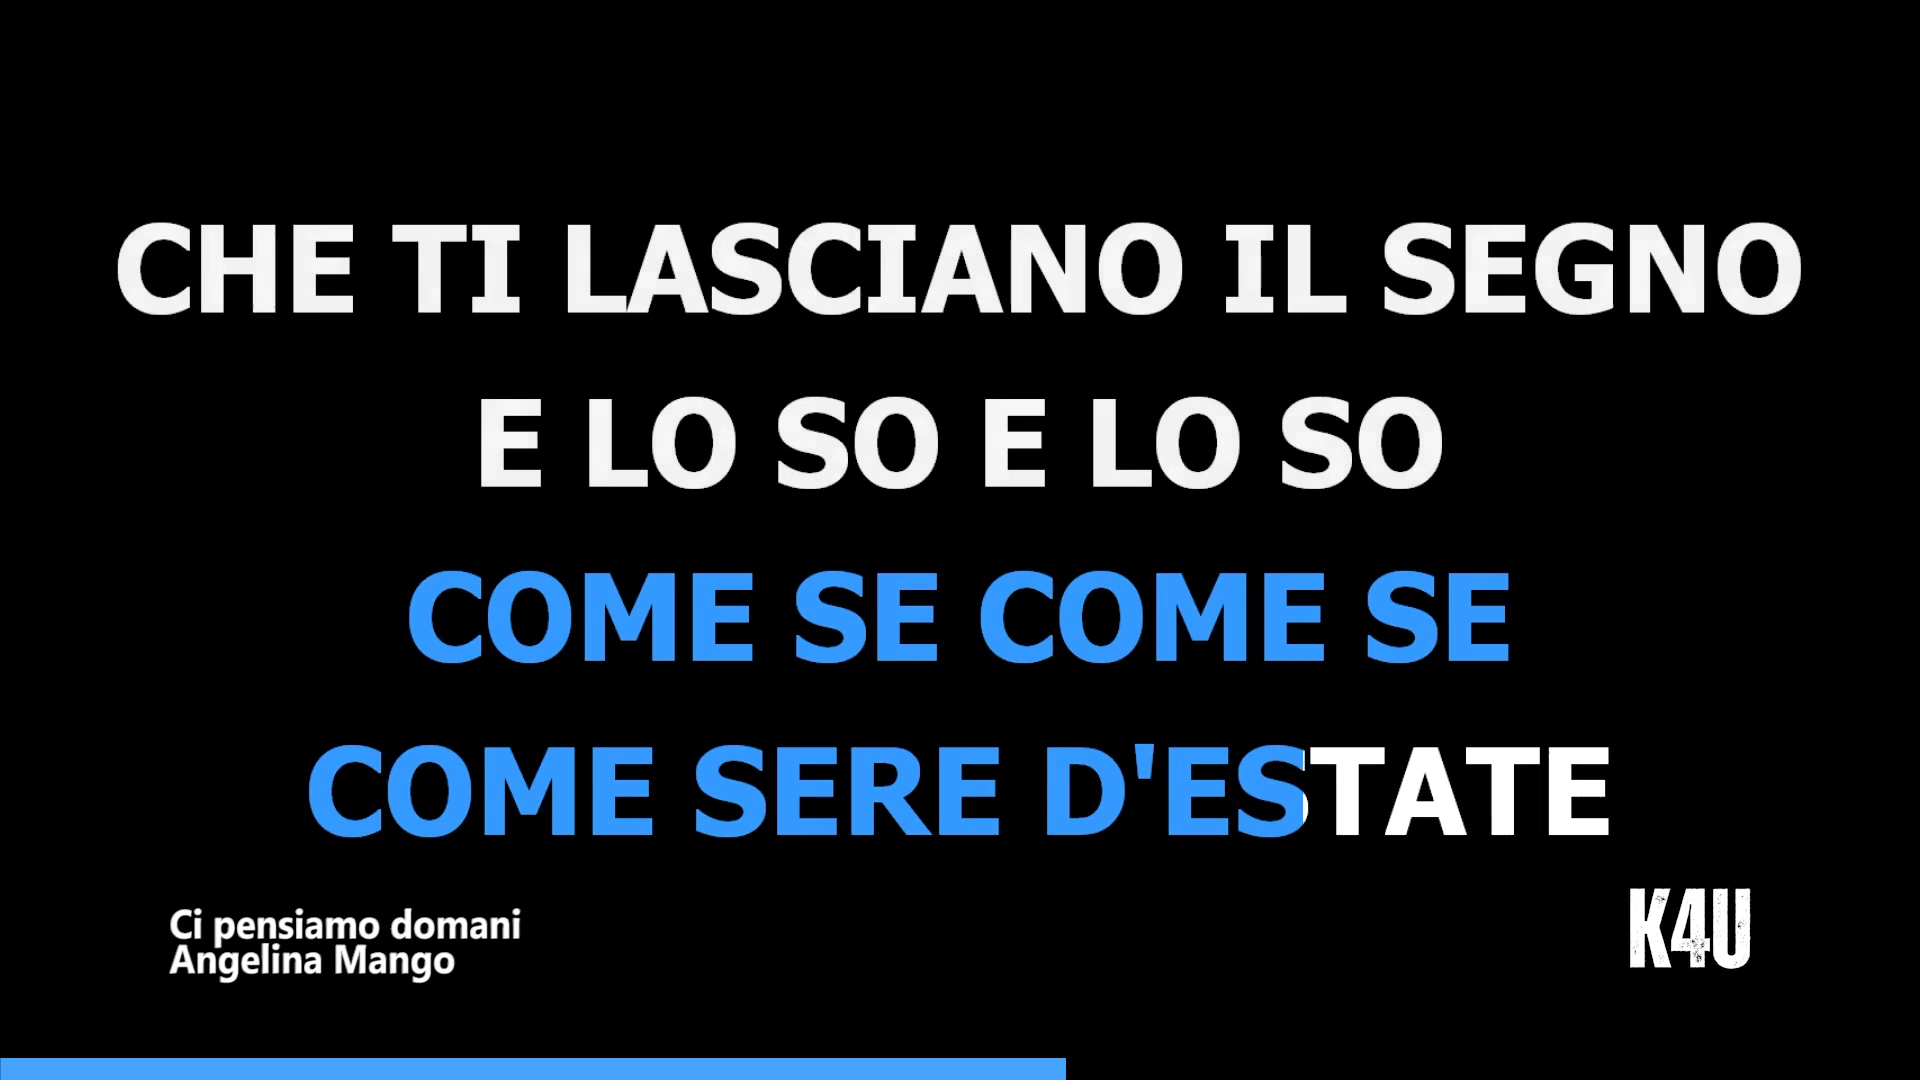 CHE TI LASCIANO IL SEGNO
E LO SO E LO SO
COME SE COME SE
COME SERE D'ESTATE
Ci pensiamo domani
Angelina Mango
K4U